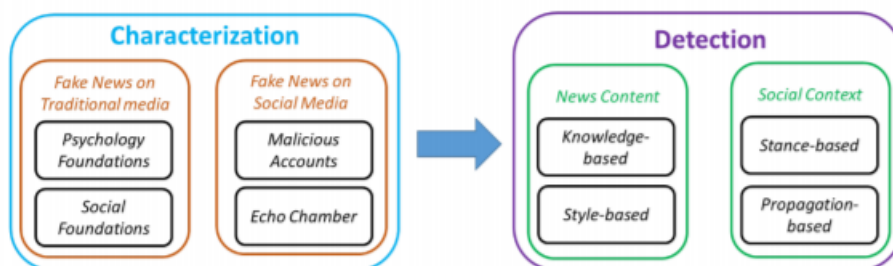 Characterization
Fake News on
Traditional media
Psychology
Foundations
Social
Foundations
Fake News on
Social Media
Malicious
Accounts
Echo Chamber
Detection
News Content
Knowledge-
based
Style-based
Social Context
Stance-based
Propagation-
based